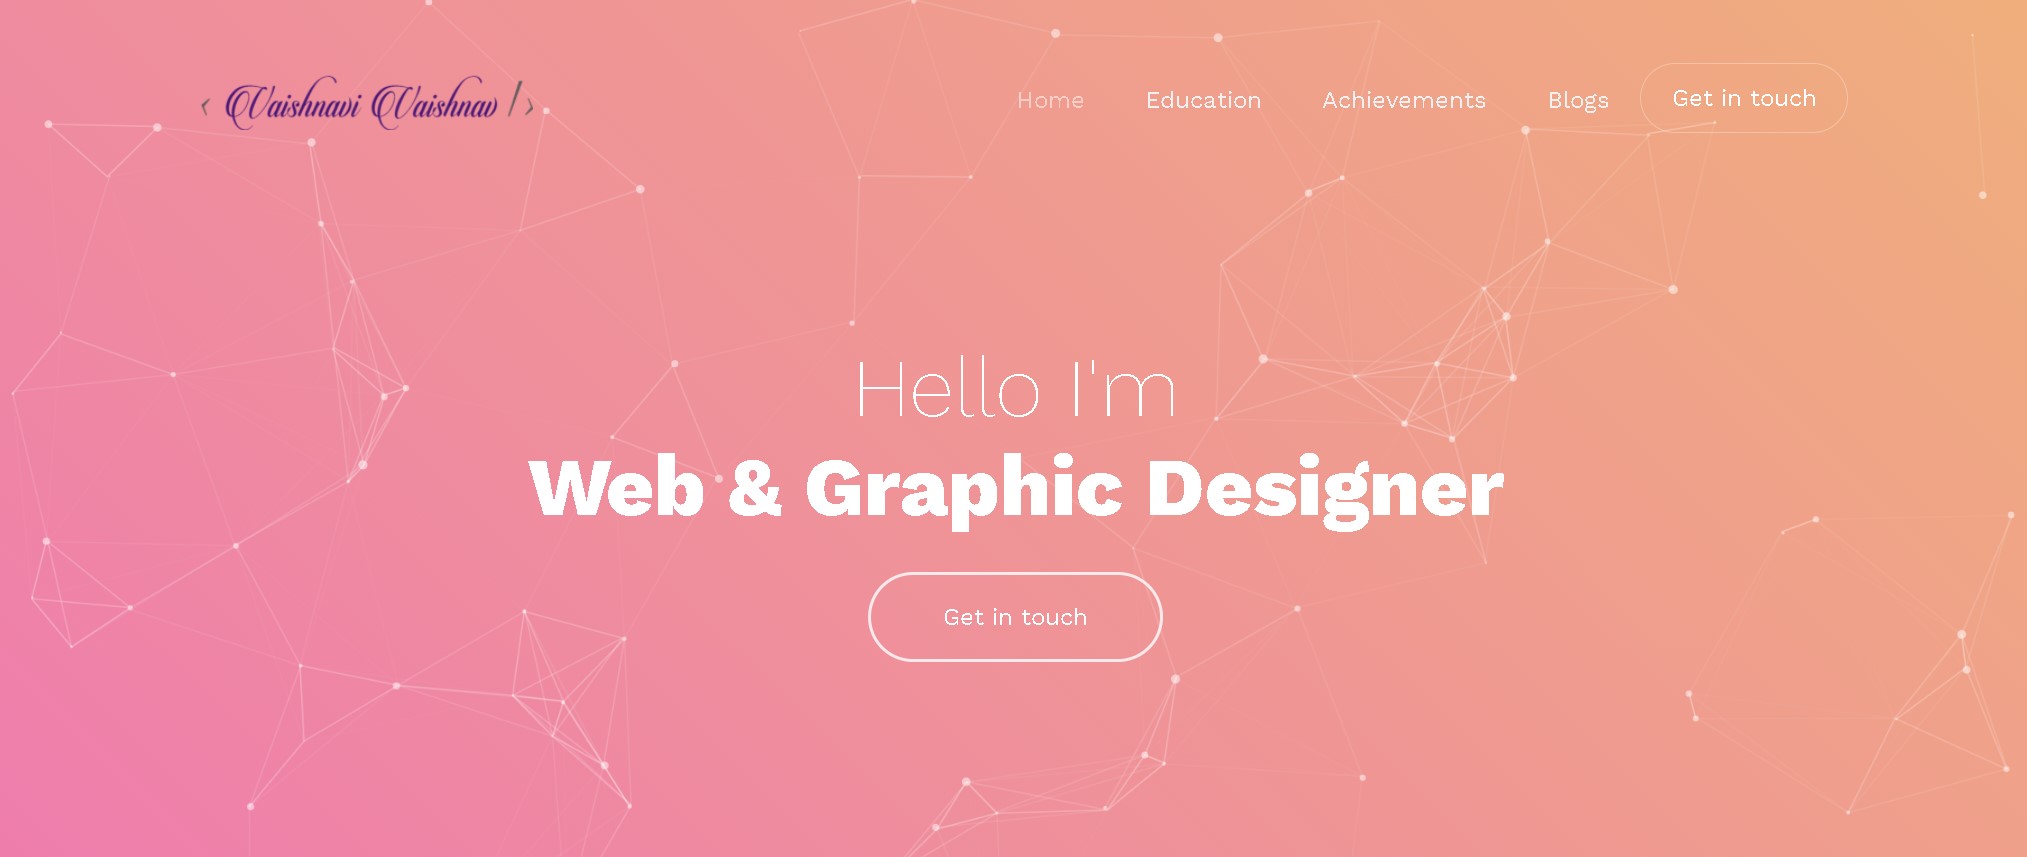 < Vaishnavi Vaishnav />
Home Education Achievements Blogs Get in touch
Hello I'm
Web & Graphic Designer
Get in touch